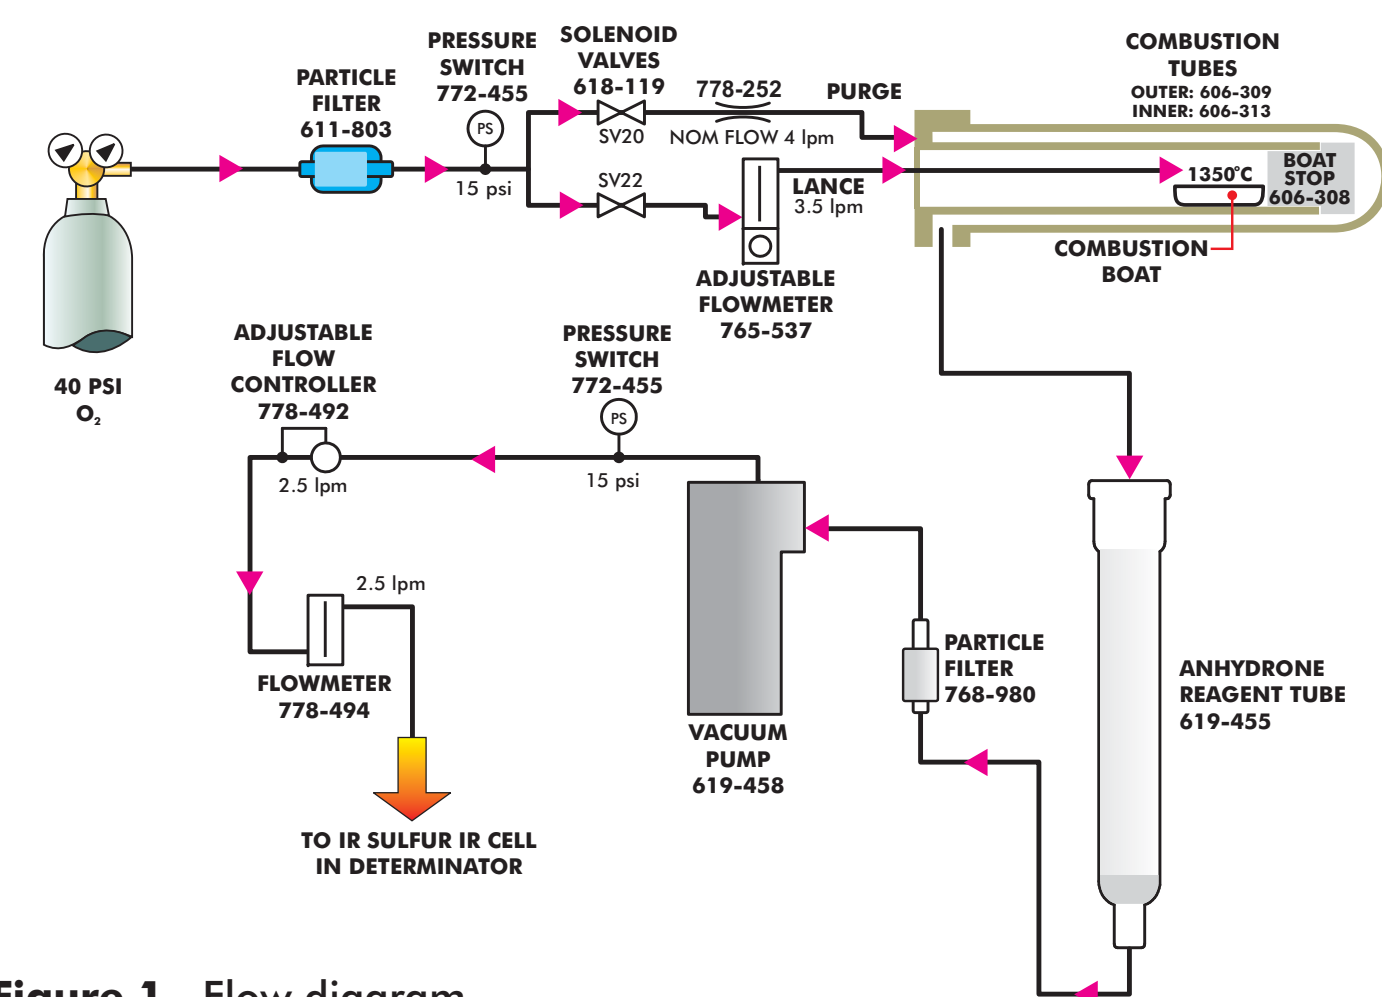 PRESSURE
SWITCH
772-455
SOLENOID
VALVES
618-119
PARTICLE
FILTER
611-803
PS
15 psi
SV20
SV22
778-252
NOM FLOW 4 lpm
PURGE
LANCE
3.5 lpm
ADJUSTABLE
FLOWMETER
765-537
COMBUSTION
TUBES
OUTER: 606-309
INNER: 606-313
1350°C
BOAT
STOP
606-308
COMBUSTION
BOAT
40 PSI
O₂
ADJUSTABLE
FLOW
CONTROLLER
778-492
2.5 lpm
PRESSURE
SWITCH
772-455
PS
15 psi
2.5 lpm
FLOWMETER
778-494
TO IR SULFUR IR CELL
IN DETERMINATOR
VACUUM
PUMP
619-458
PARTICLE
FILTER
768-980
ANHYDRONE
REAGENT TUBE
619-455
Figure 1 Flow diagram